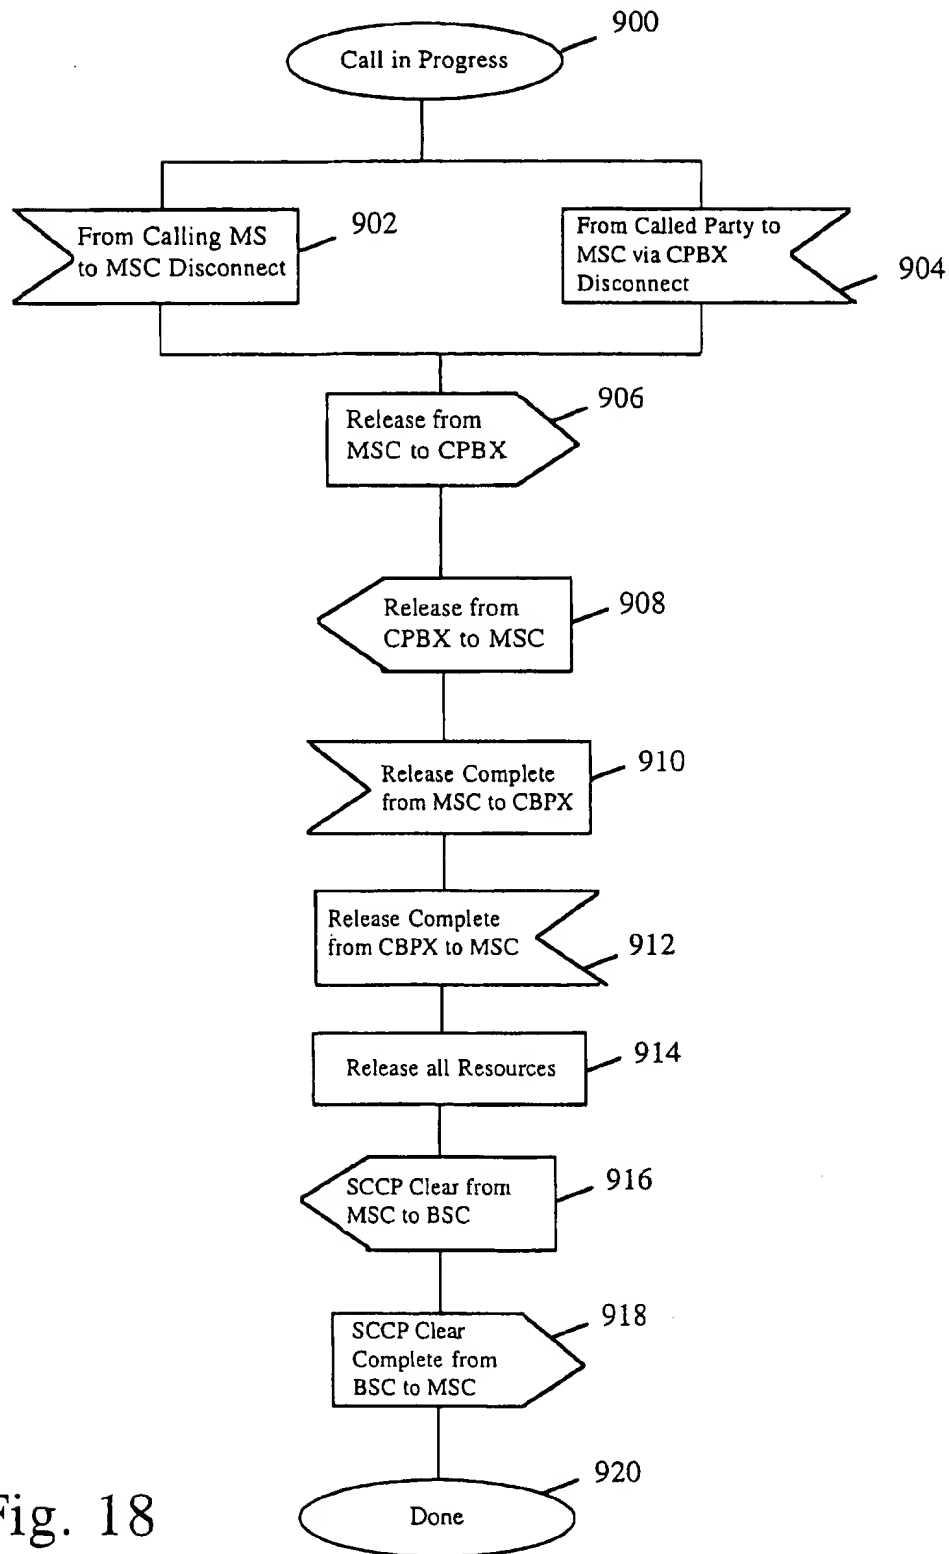 900
Call in Progress
From Calling MS
to MSC Disconnect
902
From Called Party to
MSC via CPBX
Disconnect
904
906
Release from
MSC to CPBX
908
Release from
CPBX to MSC
910
Release Complete
from MSC to CBPX
Release Complete
from CBPX to MSC
912
914
Release all Resources
916
SCCP Clear from
MSC to BSC
918
SCCP Clear
Complete from
BSC to MSC
920
Done
Fig. 18